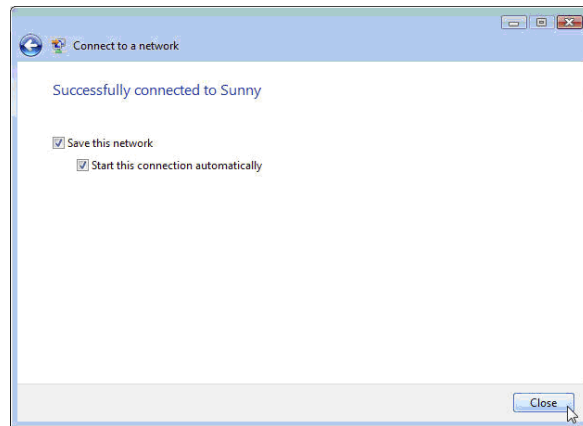 Connect to a network
Successfully connected to Sunny
Save this network
Start this connection automatically
Close